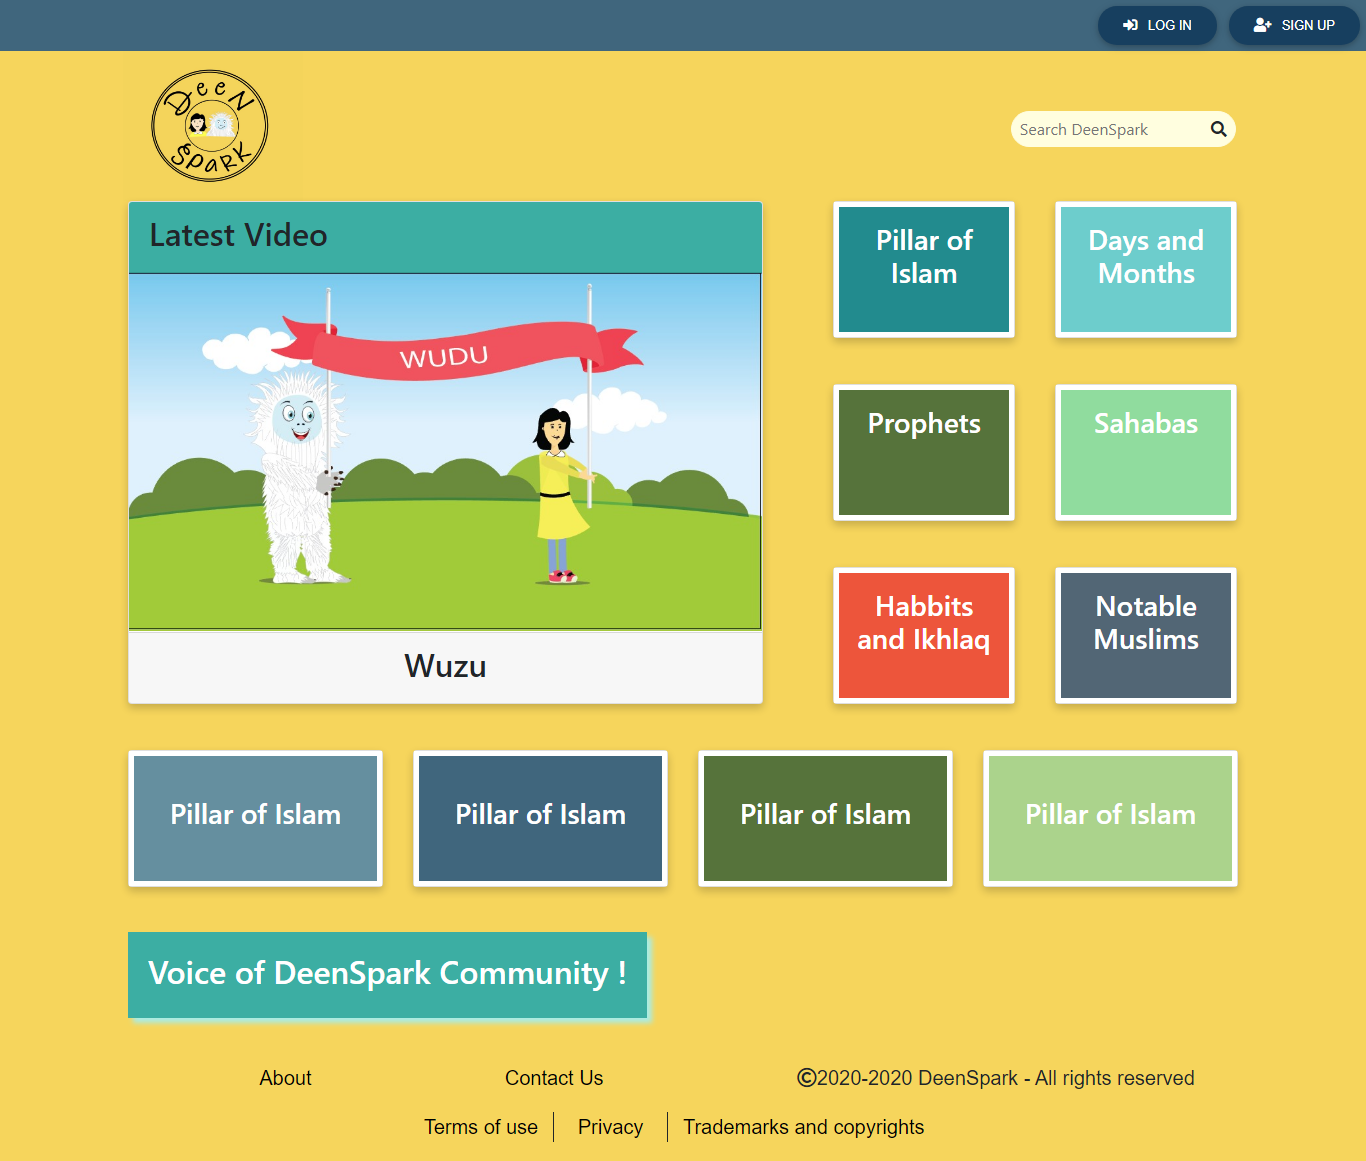 LOG IN
SIGN UP
DeeN
Spark
Search DeenSpark
Latest Video
WUDU
Wuzu
Pillar of
Islam
Days and
Months
Prophets
Sahabas
Habbits
and Ikhlaq
Notable
Muslims
Pillar of Islam
Pillar of Islam
Pillar of Islam
Pillar of Islam
Voice of DeenSpark Community !
About
Contact Us
©2020-2020 DeenSpark - All rights reserved
Terms of use
Privacy
Trademarks and copyrights